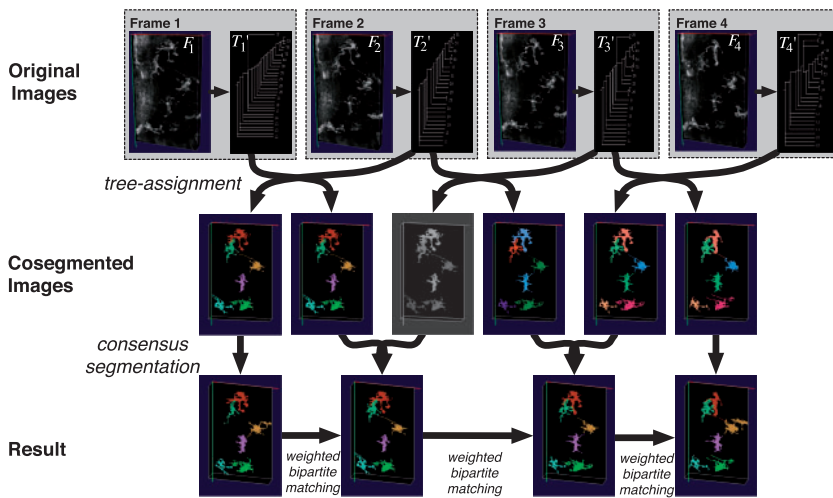 Frame 1
Frame 2
Frame 3
Frame 4
F1
T1'
F2
T2'
F3
T3'
F4
T4'
Original
Images
tree-assignment
Cosegmented
Images
consensus
segmentation
Result
weighted
bipartite
matching
weighted
bipartite
matching
weighted
bipartite
matching